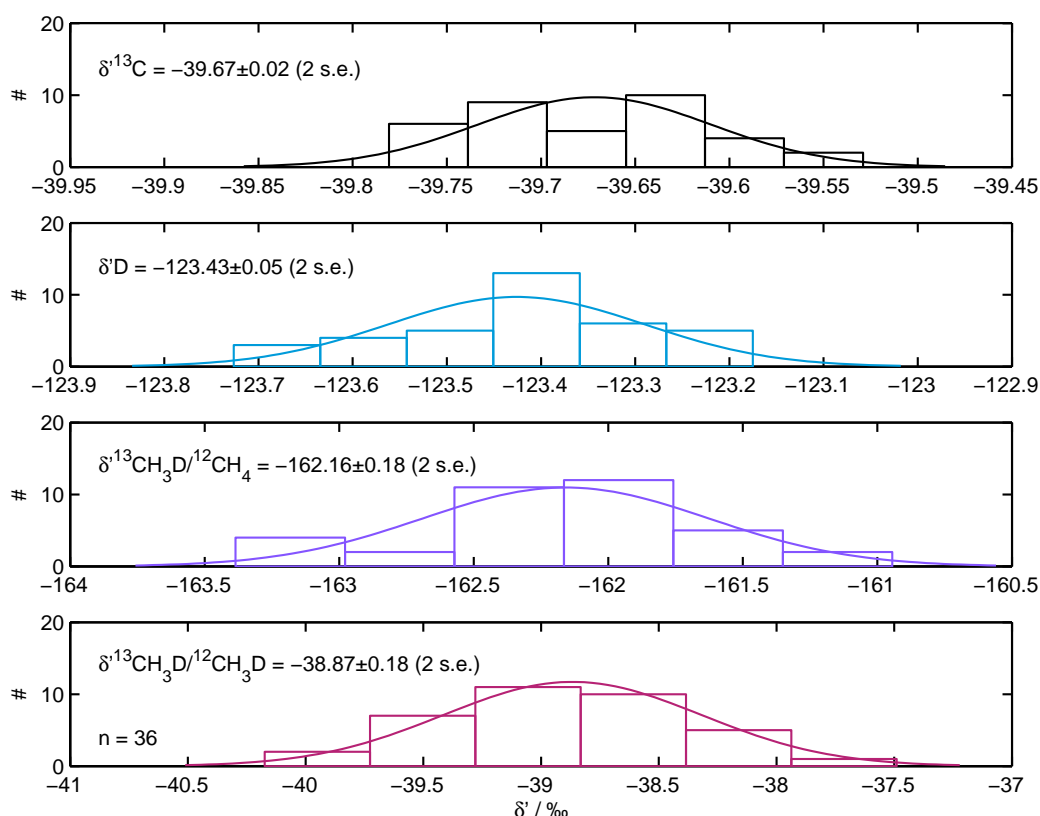 20
δ'¹³C = −39.67±0.02 (2 s.e.)
#
10
0
−39.95 −39.9 −39.85 −39.8 −39.75 −39.7 −39.65 −39.6 −39.55 −39.5 −39.45
20
δ'D = −123.43±0.05 (2 s.e.)
#
10
0
−123.9 −123.8 −123.7 −123.6 −123.5 −123.4 −123.3 −123.2 −123.1 −123 −122.9
20
δ'¹³CH₃D/¹²CH₄ = −162.16±0.18 (2 s.e.)
#
10
0
−164 −163.5 −163 −162.5 −162 −161.5 −161 −160.5
20
δ'¹³CH₃D/¹²CH₃D = −38.87±0.18 (2 s.e.)
#
10
n = 36
0
−41 −40.5 −40 −39.5 −39 −38.5 −38 −37.5 −37
δ' / ‰